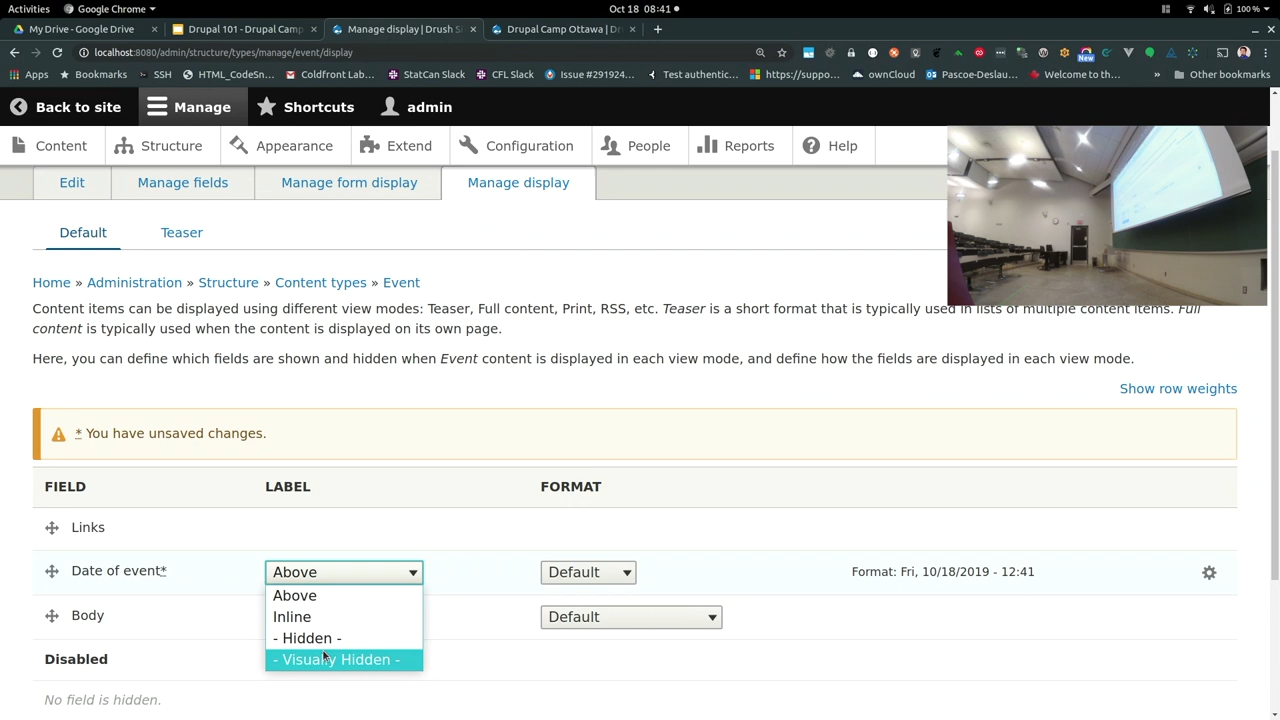 Activities
Google Chrome
Oct 18 08:41
100 %
My Drive - Google Drive
Drupal 101 - Drupal Camp
Manage display | Drush S
Drupal Camp Ottawa | Dr
localhost:8080/admin/structure/types/manage/event/display
New
Apps
Bookmarks
SSH
HTML_CodeSn...
ColdFront Lab...
StatCan Slack
CFL Slack
Issue #291924...
Test authentic...
https://suppo...
ownCloud
Pascoe-Deslau...
Welcome to th...
»
Other bookmarks
Back to site
Manage
Shortcuts
admin
Content
Structure
Appearance
Extend
Configuration
People
Reports
Help
Edit
Manage fields
Manage form display
Manage display
Default
Teaser
Home » Administration » Structure » Content types » Event
Content items can be displayed using different view modes: Teaser, Full content, Print, RSS, etc. Teaser is a short format that is typically used in lists of multiple content items. Full
content is typically used when the content is displayed on its own page.
Here, you can define which fields are shown and hidden when Event content is displayed in each view mode, and define how the fields are displayed in each view mode.
Show row weights
* You have unsaved changes.
FIELD
LABEL
FORMAT
Links
Date of event*
Above
Default
Format: Fri, 10/18/2019 - 12:41
Above
Inline
- Hidden -
- Visually Hidden -
Body
Default
Disabled
No field is hidden.